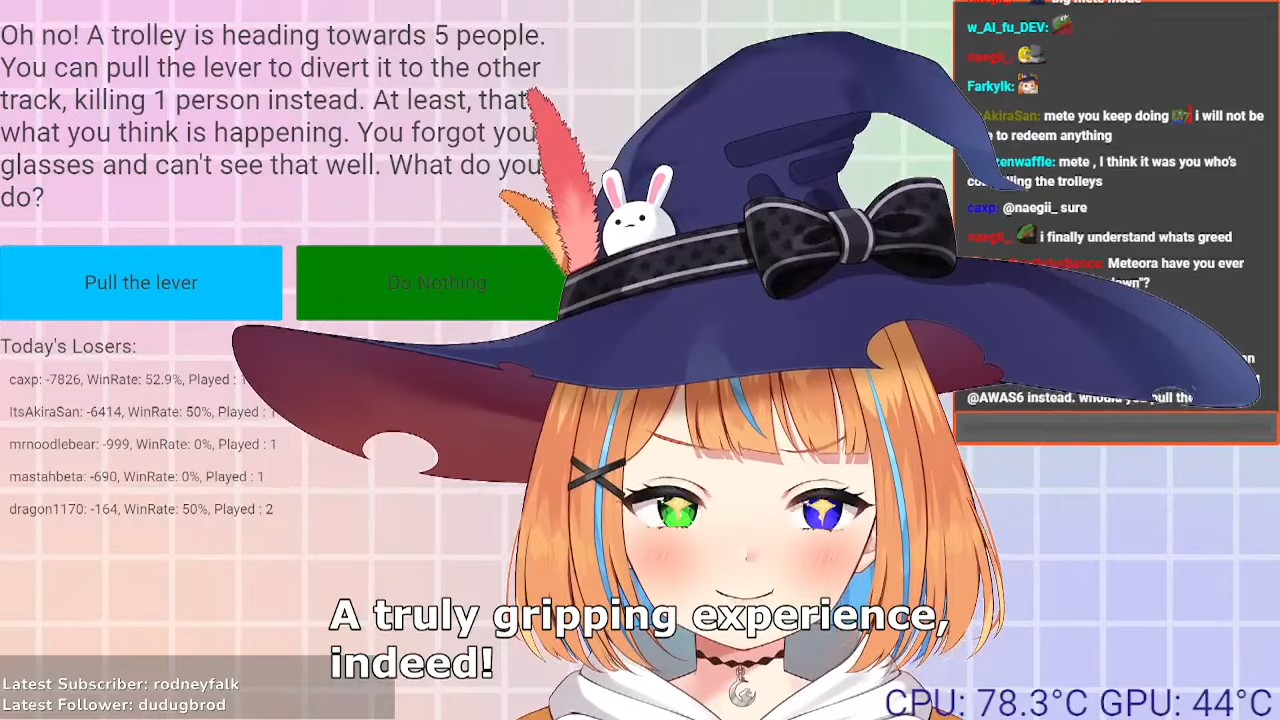 Oh no! A trolley is heading towards 5 people.
You can pull the lever to divert it to the other
track, killing 1 person instead. At least, that
what you think is happening. You forgot you
glasses and can't see that well. What do you
do?
Pull the lever
Do Nothing
Today's Losers:
caxp: -7826, WinRate: 52.9%, Played : 1
ItsAkiraSan: -6414, WinRate: 50%, Played : 1
mrnoodlebear: -999, WinRate: 0%, Played : 1
mastahbeta: -690, WinRate: 0%, Played : 1
dragon1170: -164, WinRate: 50%, Played : 2
w_AI_fu_DEV:
naegii_:
Farkylk:
AkiraSan: mete you keep doing i will not be
to redeem anything
zenwaffle: mete , I think it was you who's
lling the trolleys
caxp: @naegii_ sure
naegii_: i finally understand whats greed
Meteora have you ever
own"?
@AWAS6 instead. would you pull the
A truly gripping experience,
indeed!
Latest Subscriber: rodneyfalk
Latest Follower: dudugbrod
CPU: 78.3°C GPU: 44°C